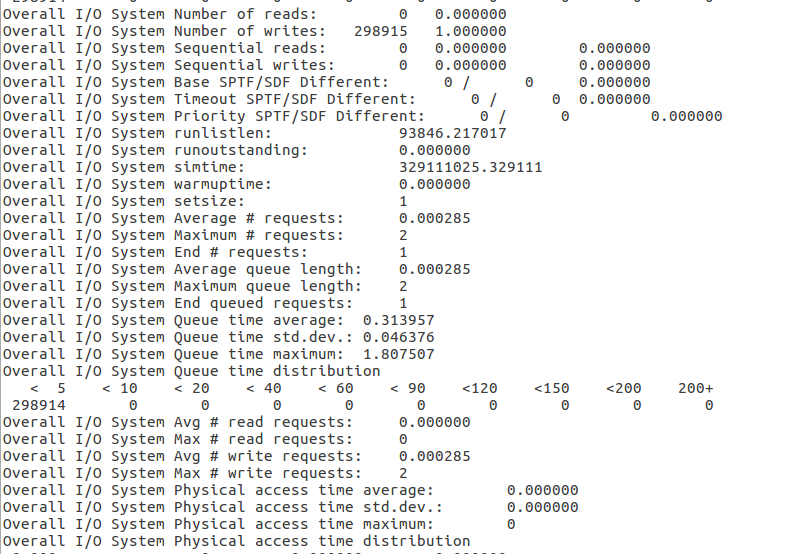 Overall I/O System Number of reads:         0   0.000000
Overall I/O System Number of writes:   298915   1.000000
Overall I/O System Sequential reads:        0   0.000000        0.000000
Overall I/O System Sequential writes:       0   0.000000        0.000000
Overall I/O System Base SPTF/SDF Different:      0 /      0     0.000000
Overall I/O System Timeout SPTF/SDF Different:      0 /      0  0.000000
Overall I/O System Priority SPTF/SDF Different:      0 /      0         0.000000
Overall I/O System runlistlen:              93846.217017
Overall I/O System runoutstanding:          0.000000
Overall I/O System simtime:                 329111025.329111
Overall I/O System warmuptime:              0.000000
Overall I/O System setsize:                 1
Overall I/O System Average # requests:      0.000285
Overall I/O System Maximum # requests:      2
Overall I/O System End # requests:          1
Overall I/O System Average queue length:    0.000285
Overall I/O System Maximum queue length:    2
Overall I/O System End queued requests:     1
Overall I/O System Queue time average:  0.313957
Overall I/O System Queue time std.dev.: 0.046376
Overall I/O System Queue time maximum:  1.807507
Overall I/O System Queue time distribution
   <  5    < 10    < 20    < 40    < 60    < 90    <120    <150    <200    200+
 298914       0       0       0       0       0       0       0       0       0
Overall I/O System Avg # read requests:     0.000000
Overall I/O System Max # read requests:     0
Overall I/O System Avg # write requests:    0.000285
Overall I/O System Max # write requests:    2
Overall I/O System Physical access time average:        0.000000
Overall I/O System Physical access time std.dev.:       0.000000
Overall I/O System Physical access time maximum:        0
Overall I/O System Physical access time distribution